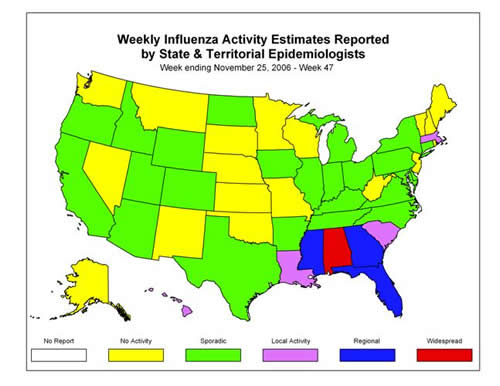 Weekly Influenza Activity Estimates Reported
by State & Territorial Epidemiologists
Week ending November 25, 2006 - Week 47
No Report No Activity Sporadic Local Activity Regional Widespread